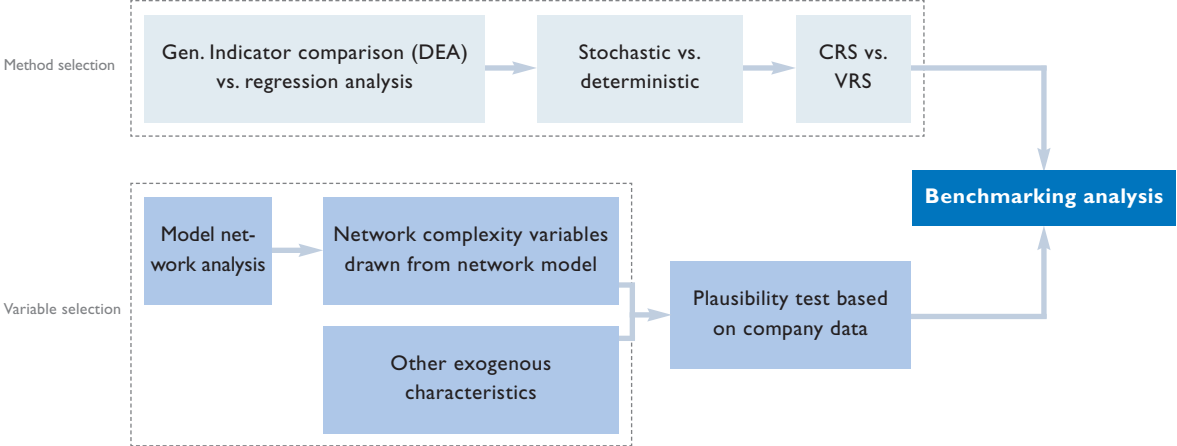 Method selection
Gen. Indicator comparison (DEA)
vs. regression analysis
Stochastic vs.
deterministic
CRS vs.
VRS
Benchmarking analysis
Variable selection
Model net-
work analysis
Network complexity variables
drawn from network model
Other exogenous
characteristics
Plausibility test based
on company data